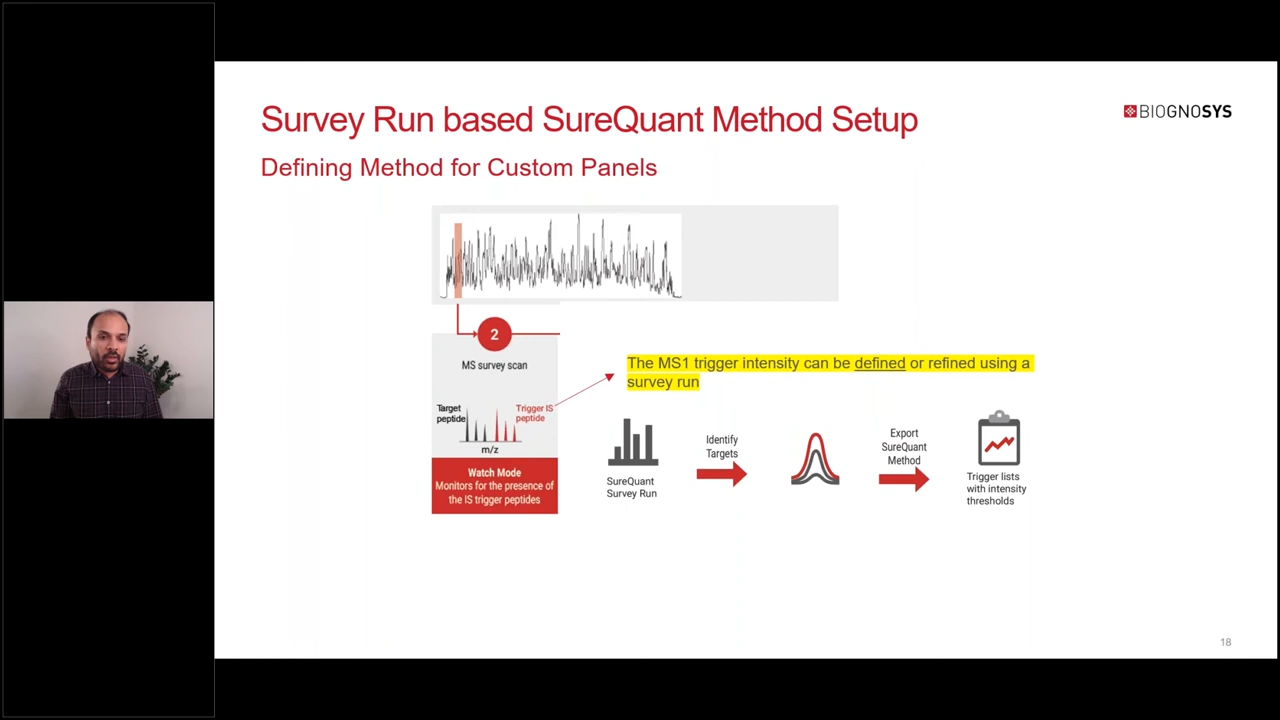 Survey Run based SureQuant Method Setup
BIOGNOSYS
Defining Method for Custom Panels
2
MS survey scan
Target
peptide
Trigger IS
peptide
m/z
Watch Mode
Monitors for the presence of
the IS trigger peptides
The MS1 trigger intensity can be defined or refined using a
survey run
SureQuant
Survey Run
Identify
Targets
Export
SureQuant
Method
Trigger lists
with intensity
thresholds
18